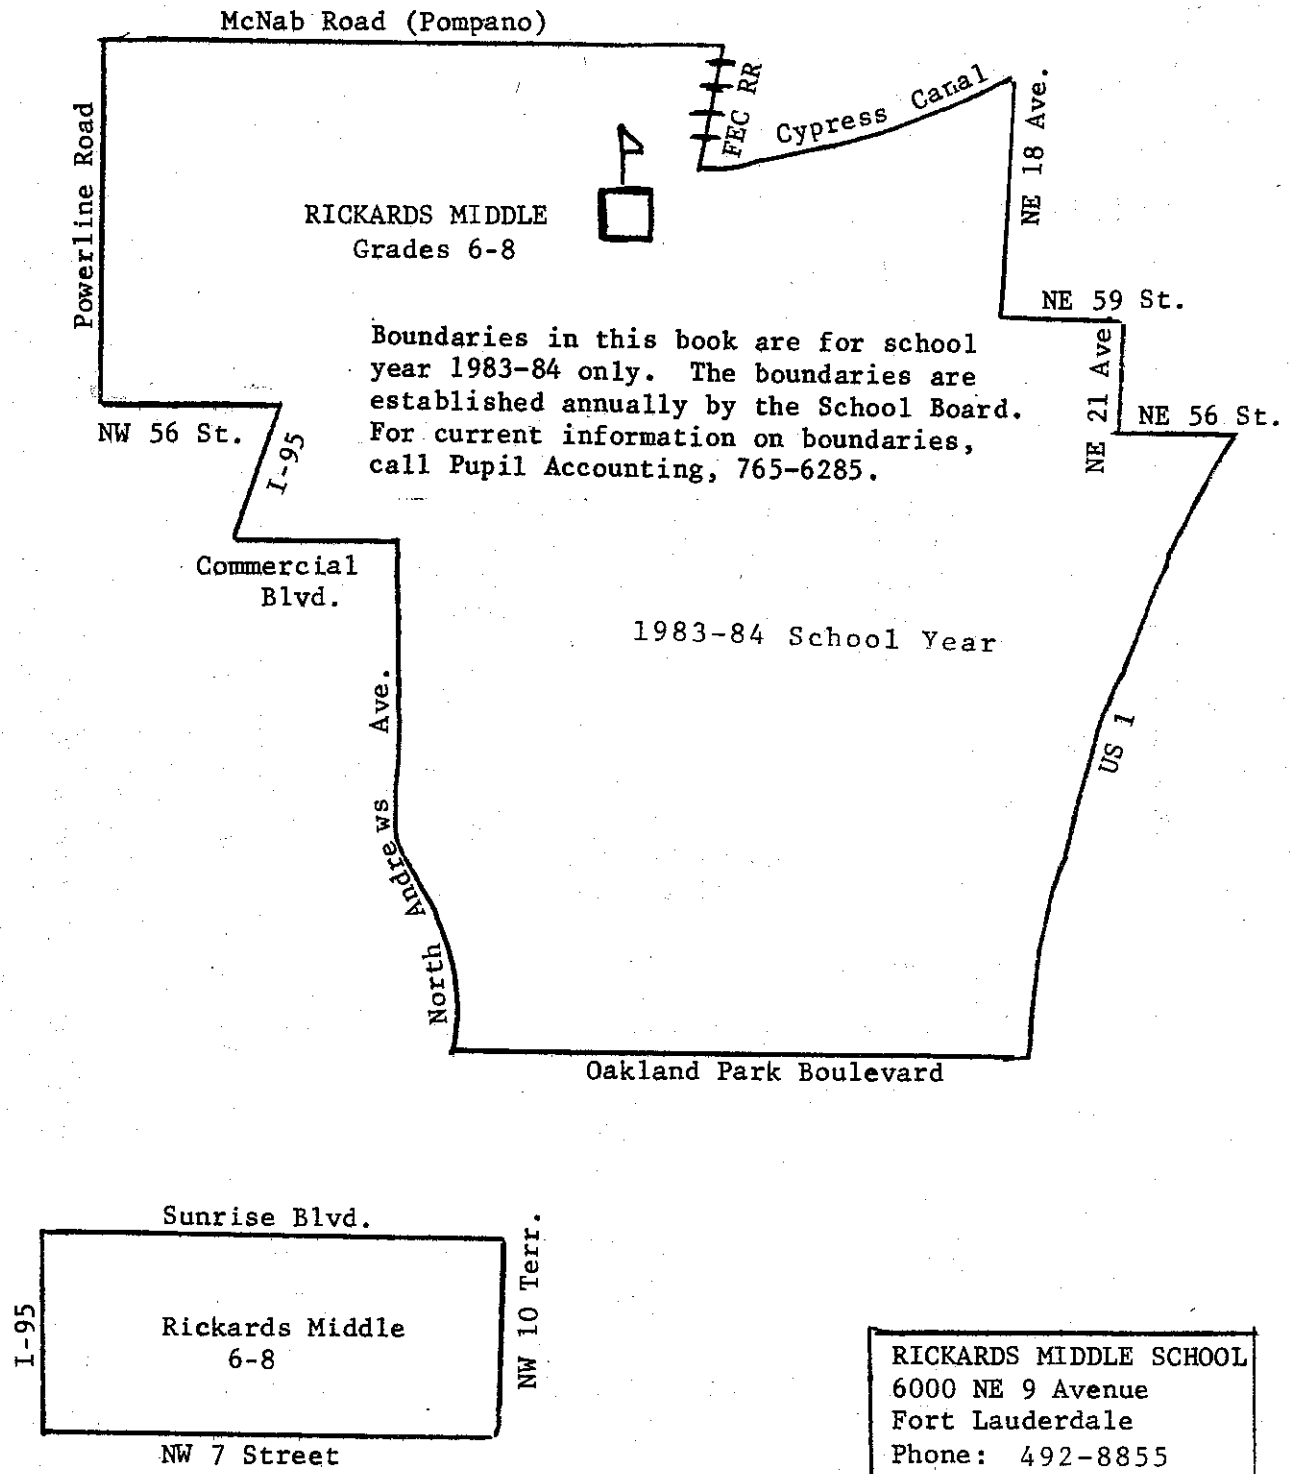 McNab Road (Pompano)
FEC RR
Cypress Canal
NE 18 Ave.
Powerline Road
RICKARDS MIDDLE
Grades 6-8
NE 59 St.
Boundaries in this book are for school
year 1983-84 only. The boundaries are
established annually by the School Board.
For current information on boundaries,
call Pupil Accounting, 765-6285.
NE 21 Ave
NE 56 St.
NW 56 St.
I-95
Commercial
Blvd.
1983-84 School Year
North Andrews Ave.
US 1
Oakland Park Boulevard
Sunrise Blvd.
I-95
Rickards Middle
6-8
NW 10 Terr.
NW 7 Street
RICKARDS MIDDLE SCHOOL
6000 NE 9 Avenue
Fort Lauderdale
Phone: 492-8855